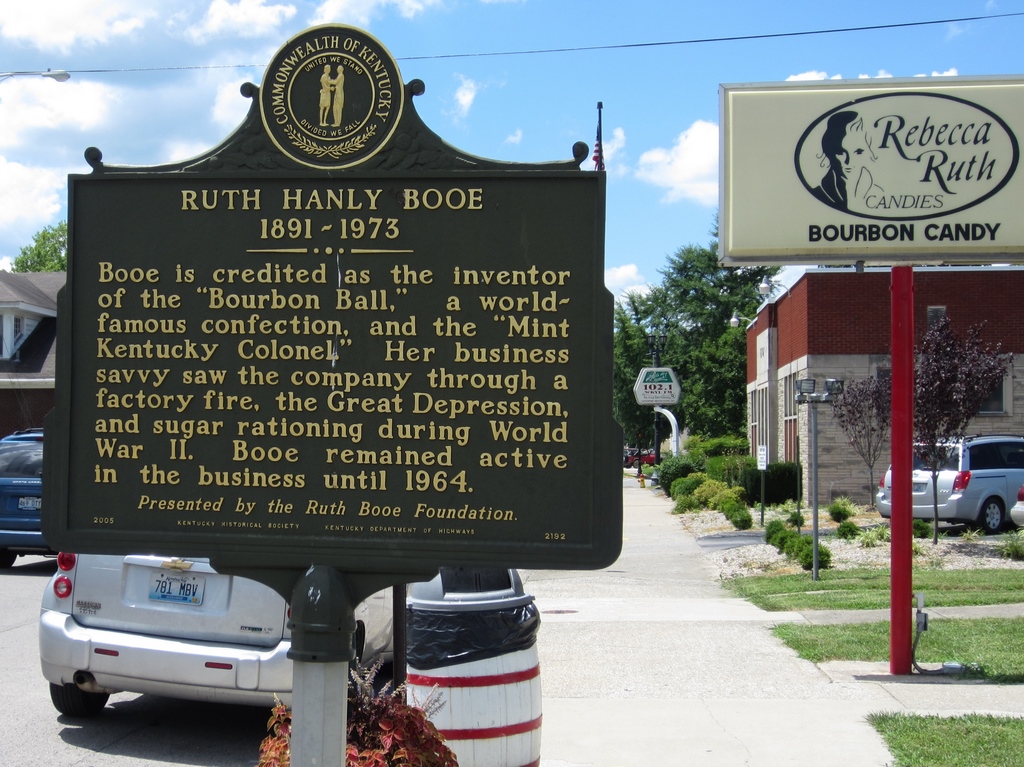 COMMONWEALTH OF KENTUCKY
UNITED WE STAND
DIVIDED WE FALL
RUTH HANLY BOOE
1891 ~ 1973
Booe is credited as the inventor
of the "Bourbon Ball," a world-
famous confection, and the "Mint
Kentucky Colonel." Her business
savvy saw the company through a
factory fire, the Great Depression,
and sugar rationing during World
War II. Booe remained active
in the business until 1964.
Presented by the Ruth Booe Foundation.
2005 KENTUCKY HISTORICAL SOCIETY KENTUCKY DEPARTMENT OF HIGHWAYS 2192
Rebecca
Ruth
CANDIES
BOURBON CANDY
102.1
781 MBV